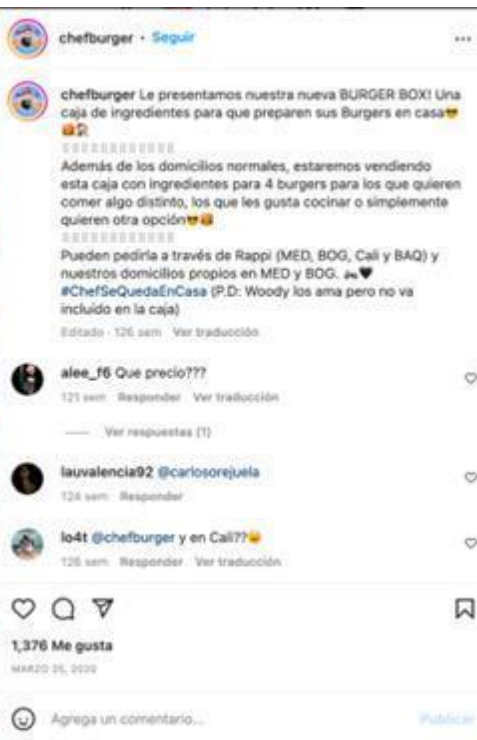 chefburger • Seguir
chefburger Le presentamos nuestra nueva BURGER BOX! Una
caja de ingredientes para que preparen sus Burgers en casa
Además de los domicilios normales, estaremos vendiendo
esta caja con ingredientes para 4 burgers para los que quieren
comer algo distinto, los que les gusta cocinar o simplemente
quieren otra opción
Pueden pedirla a través de Rappi (MED, BOG, Cali y BAQ) y
nuestros domicilios propios en MED y BOG.
#ChefSeQuedaEnCasa (P.D: Woody los ama pero no va
incluido en la caja)
Editado · 126 sem Ver traducción
alee_f6 Que precio???
121 sem Responder Ver traducción
Ver respuestas (1)
lauvalencia92 @carlosorejuela
124 sem Responder
lo4t @chefburger y en Cali??
126 sem Responder Ver traducción
1,376 Me gusta
MARZO 25, 2020
Agrega un comentario...
Publicar